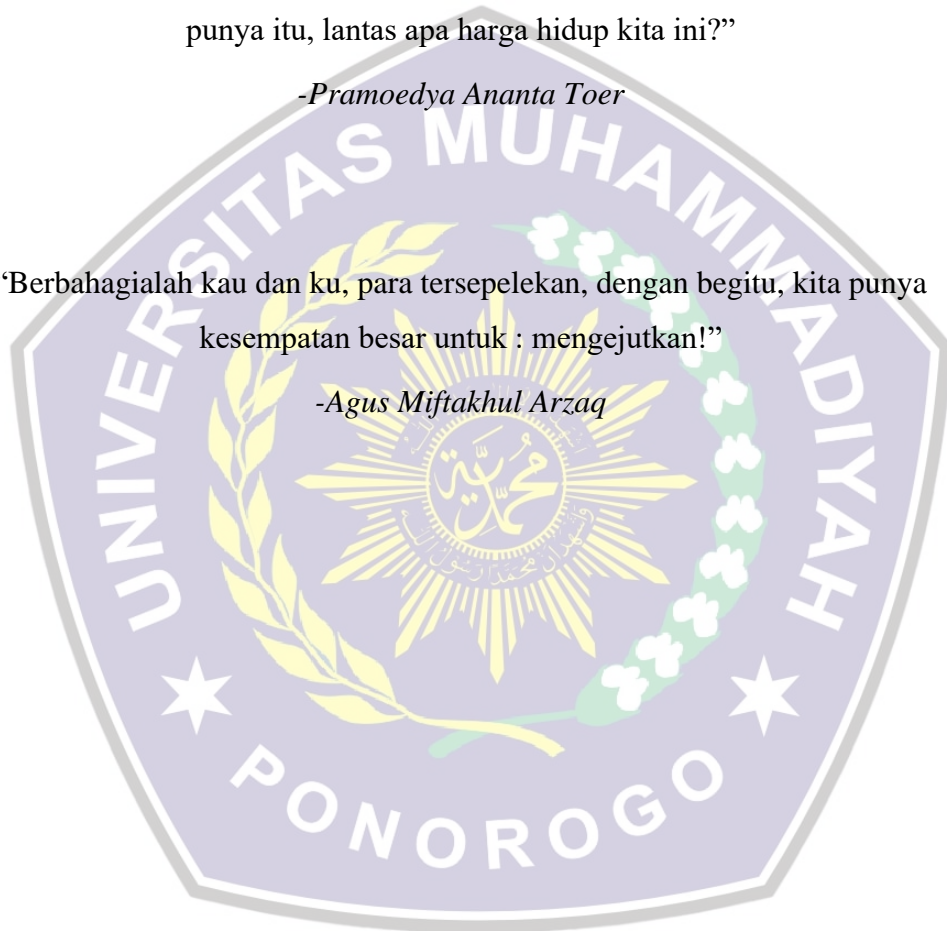 punya itu, lantas apa harga hidup kita ini?”
-Pramoedya Ananta Toer
“Berbahagialah kau dan ku, para tersepelekan, dengan begitu, kita punya
kesempatan besar untuk : mengejutkan!”
-Agus Miftakhul Arzaq
UNIVERSITAS MUHAMMADIYAH
PONOROGO
محمدية